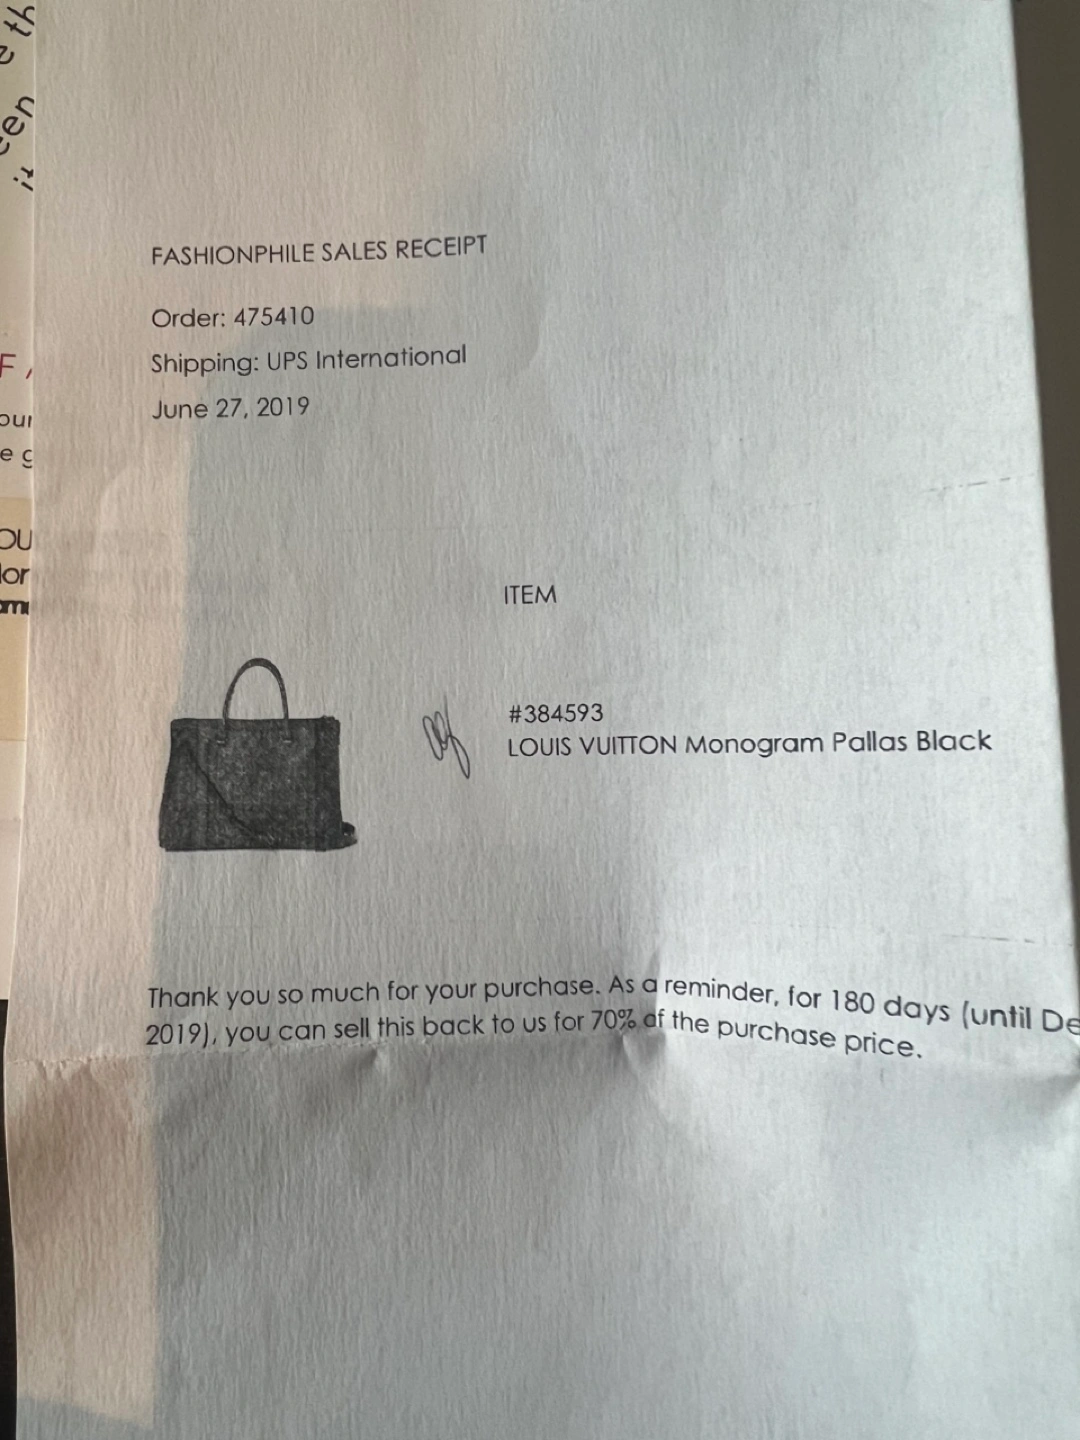 FASHIONPHILE SALES RECEIPT
Order: 475410
Shipping: UPS International
June 27, 2019
ITEM
#384593
LOUIS VUITTON Monogram Pallas Black
Thank you so much for your purchase. As a reminder, for 180 days (until De
2019), you can sell this back to us for 70% of the purchase price.